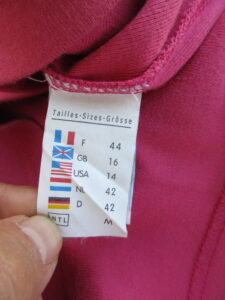 Tailles-Sizes-Grösse
F 44
GB 16
USA 14
NL 42
D 42
INTL M